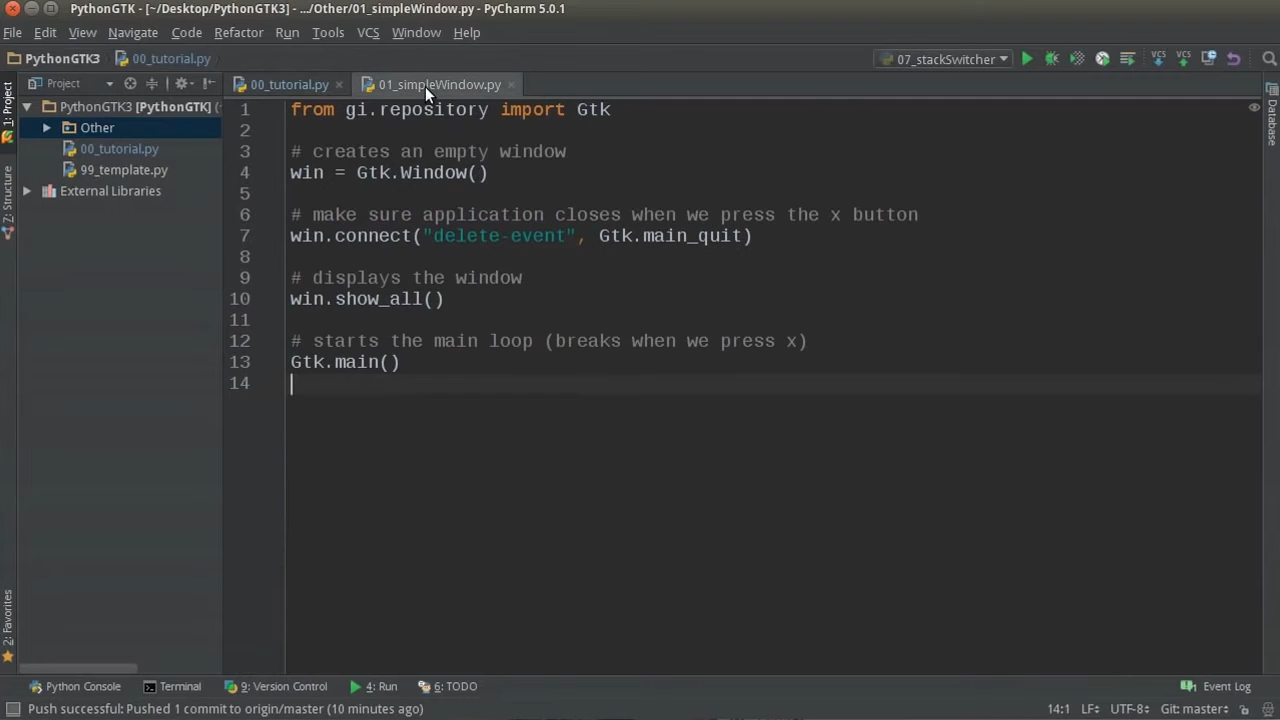 PythonGTK - [~/Desktop/PythonGTK3] - .../Other/01_simpleWindow.py - PyCharm 5.0.1
File Edit View Navigate Code Refactor Run Tools VCS Window Help
PythonGTK3 00_tutorial.py 07_stackSwitcher
Project 00_tutorial.py 01_simpleWindow.py
PythonGTK3 [PythonGTK] (
Other
00_tutorial.py
99_template.py
External Libraries
1: Project
7: Structure
2: Favorites
1 from gi.repository import Gtk
2
3 # creates an empty window
4 win = Gtk.Window()
5
6 # make sure application closes when we press the x button
7 win.connect("delete-event", Gtk.main_quit)
8
9 # displays the window
10 win.show_all()
11
12 # starts the main loop (breaks when we press x)
13 Gtk.main()
14
Database
Python Console Terminal 9: Version Control 4: Run 6: TODO Event Log
Push successful: Pushed 1 commit to origin/master (10 minutes ago) 14:1 LF UTF-8 Git: master